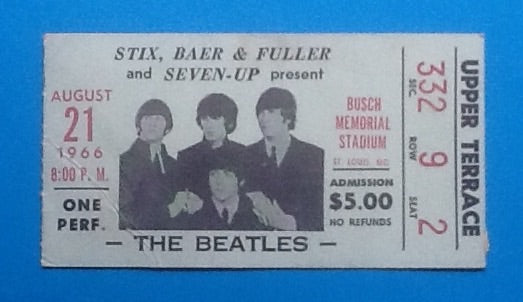 STIX, BAER & FULLER
and SEVEN-UP present
AUGUST
21
1966
8:00 P. M.
ONE
PERF.
BUSCH
MEMORIAL
STADIUM
ST. LOUIS, MO.
ADMISSION
$5.00
NO REFUNDS
— THE BEATLES —
332 9 2
SEC. ROW SEAT
UPPER TERRACE